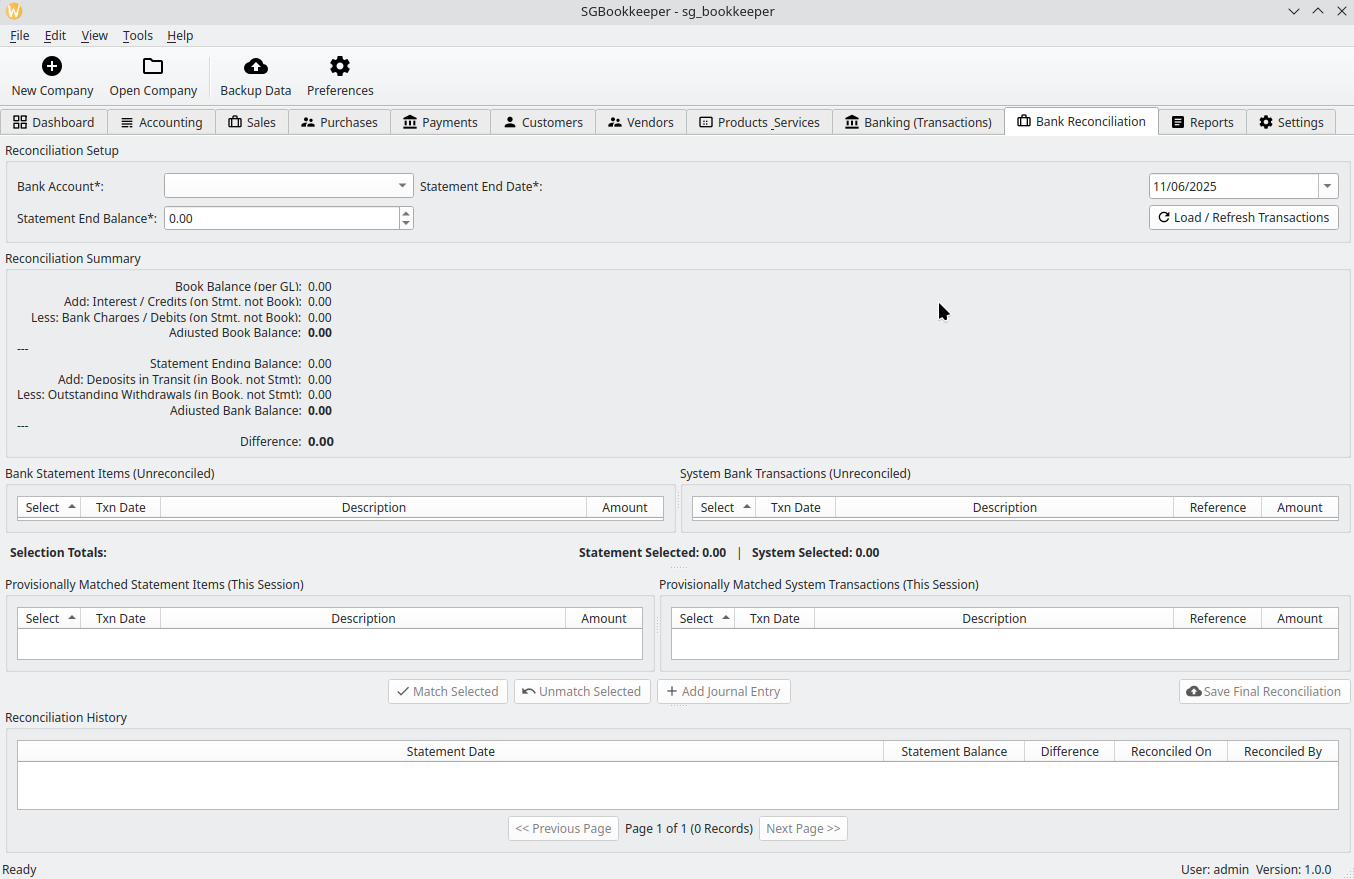 SGBookkeeper - sg_bookkeeper
File Edit View Tools Help
New Company Open Company Backup Data Preferences
Dashboard Accounting Sales Purchases Payments Customers Vendors Products _Services Banking (Transactions) Bank Reconciliation Reports Settings
Reconciliation Setup
Bank Account*: Statement End Date*: 11/06/2025
Statement End Balance*: 0.00 Load / Refresh Transactions
Reconciliation Summary
Book Balance (per GL): 0.00
Add: Interest / Credits (on Stmt, not Book): 0.00
Less: Bank Charges / Debits (on Stmt, not Book): 0.00
Adjusted Book Balance: 0.00
---
Statement Ending Balance: 0.00
Add: Deposits in Transit (in Book, not Stmt): 0.00
Less: Outstanding Withdrawals (in Book, not Stmt): 0.00
Adjusted Bank Balance: 0.00
---
Difference: 0.00
Bank Statement Items (Unreconciled) System Bank Transactions (Unreconciled)
Select Txn Date Description Amount Select Txn Date Description Reference Amount
Selection Totals: Statement Selected: 0.00 | System Selected: 0.00
Provisionally Matched Statement Items (This Session) Provisionally Matched System Transactions (This Session)
Select Txn Date Description Amount Select Txn Date Description Reference Amount
Match Selected Unmatch Selected Add Journal Entry Save Final Reconciliation
Reconciliation History
Statement Date Statement Balance Difference Reconciled On Reconciled By
<< Previous Page Page 1 of 1 (0 Records) Next Page >>
Ready User: admin Version: 1.0.0